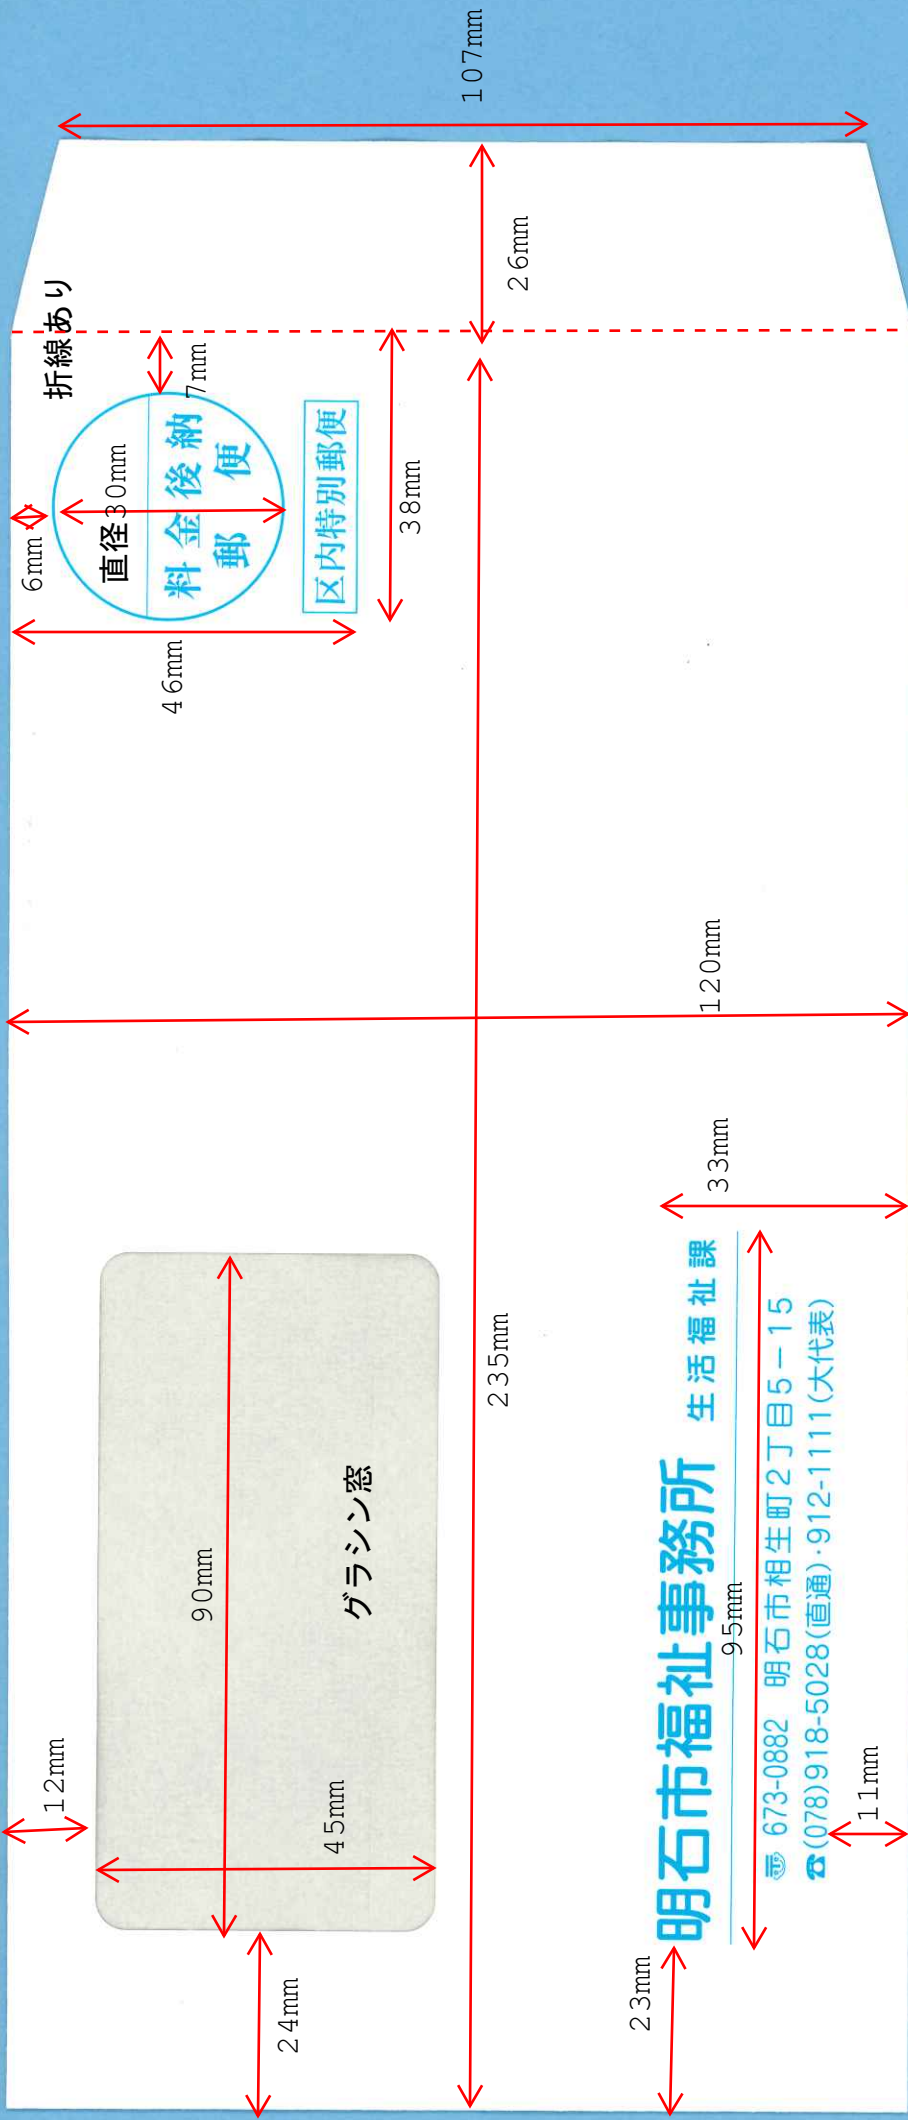 12mm
90mm
45mm
グラシン窓
24mm
6mm
折線あり
直径30mm
7mm
料金後納
郵便
46mm
区内特別郵便
38mm
26mm
107mm
235mm
120mm
33mm
明石市福祉事務所 生活福祉課
95mm
〠 673-0882 明石市相生町2丁目5−15
☎(078)918-5028(直通)・912-1111(大代表)
23mm
11mm